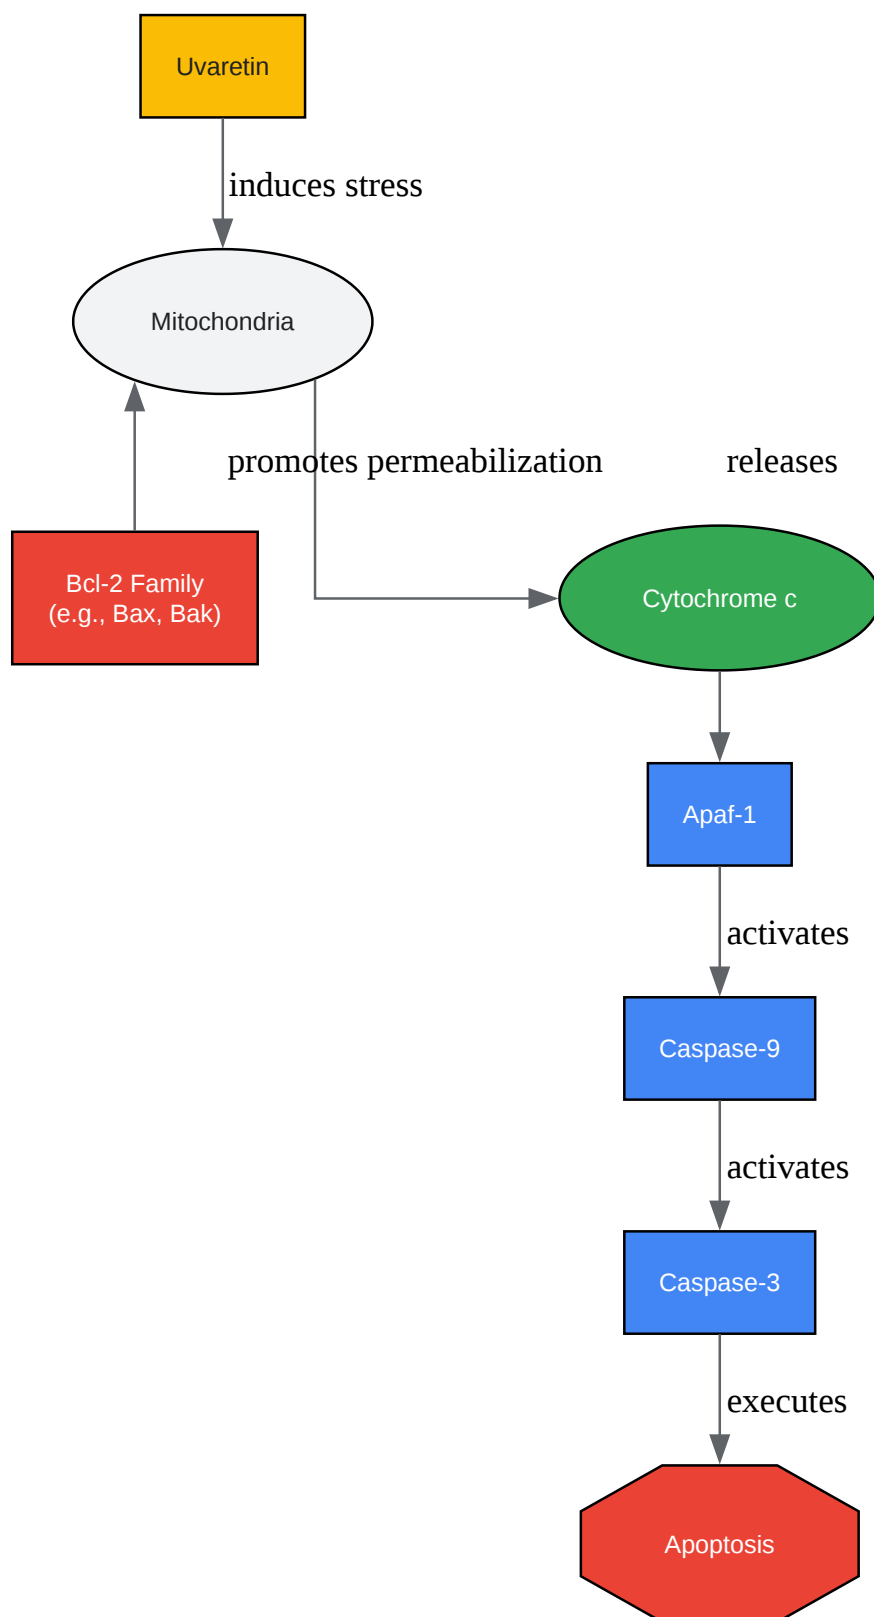 Uvaretin
induces stress
Mitochondria
promotes permeabilization
releases
Bcl-2 Family
(e.g., Bax, Bak)
Cytochrome c
Apaf-1
activates
Caspase-9
activates
Caspase-3
executes
Apoptosis